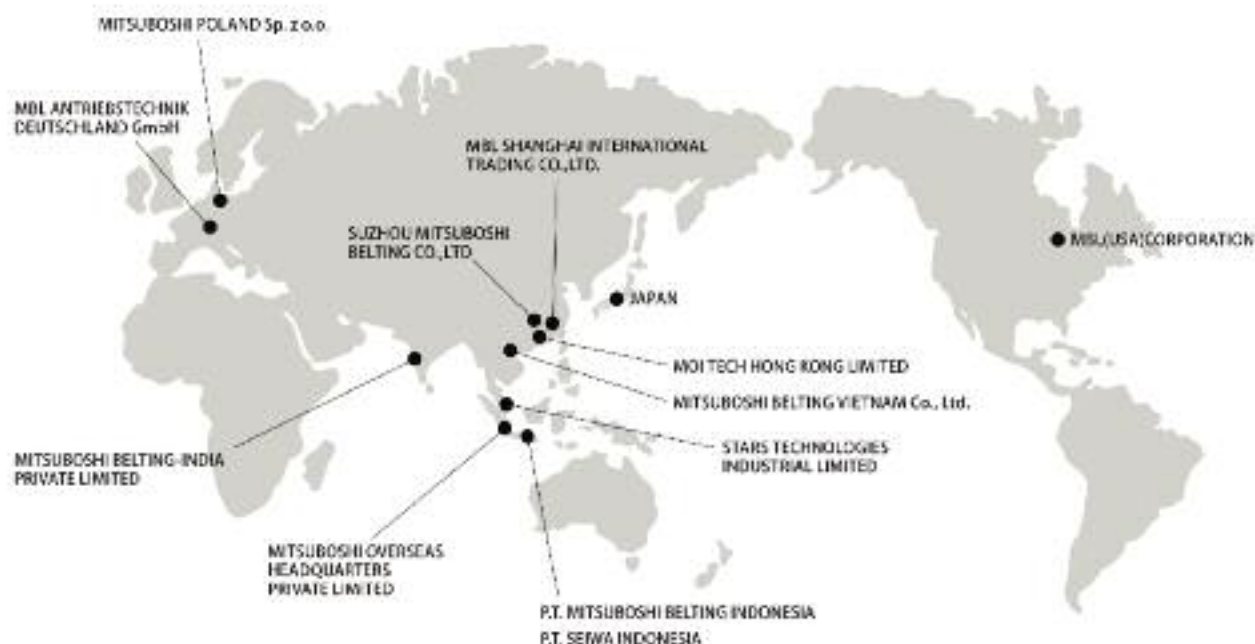 MITSUBOSHI POLAND Sp. z o.o.
MBL ANTRIEBSTECHNIK
DEUTSCHLAND GmbH
MBL SHANGHAI INTERNATIONAL
TRADING CO.,LTD.
SUZHOU MITSUBOSHI
BELTING CO.,LTD
MBL(USA)CORPORATION
JAPAN
MOI TECH HONG KONG LIMITED
MITSUBOSHI BELTING VIETNAM Co., Ltd.
STARS TECHNOLOGIES
INDUSTRIAL LIMITED
MITSUBOSHI BELTING-INDIA
PRIVATE LIMITED
MITSUBOSHI OVERSEAS
HEADQUARTERS
PRIVATE LIMITED
P.T. MITSUBOSHI BELTING INDONESIA
P.T. SEIWA INDONESIA